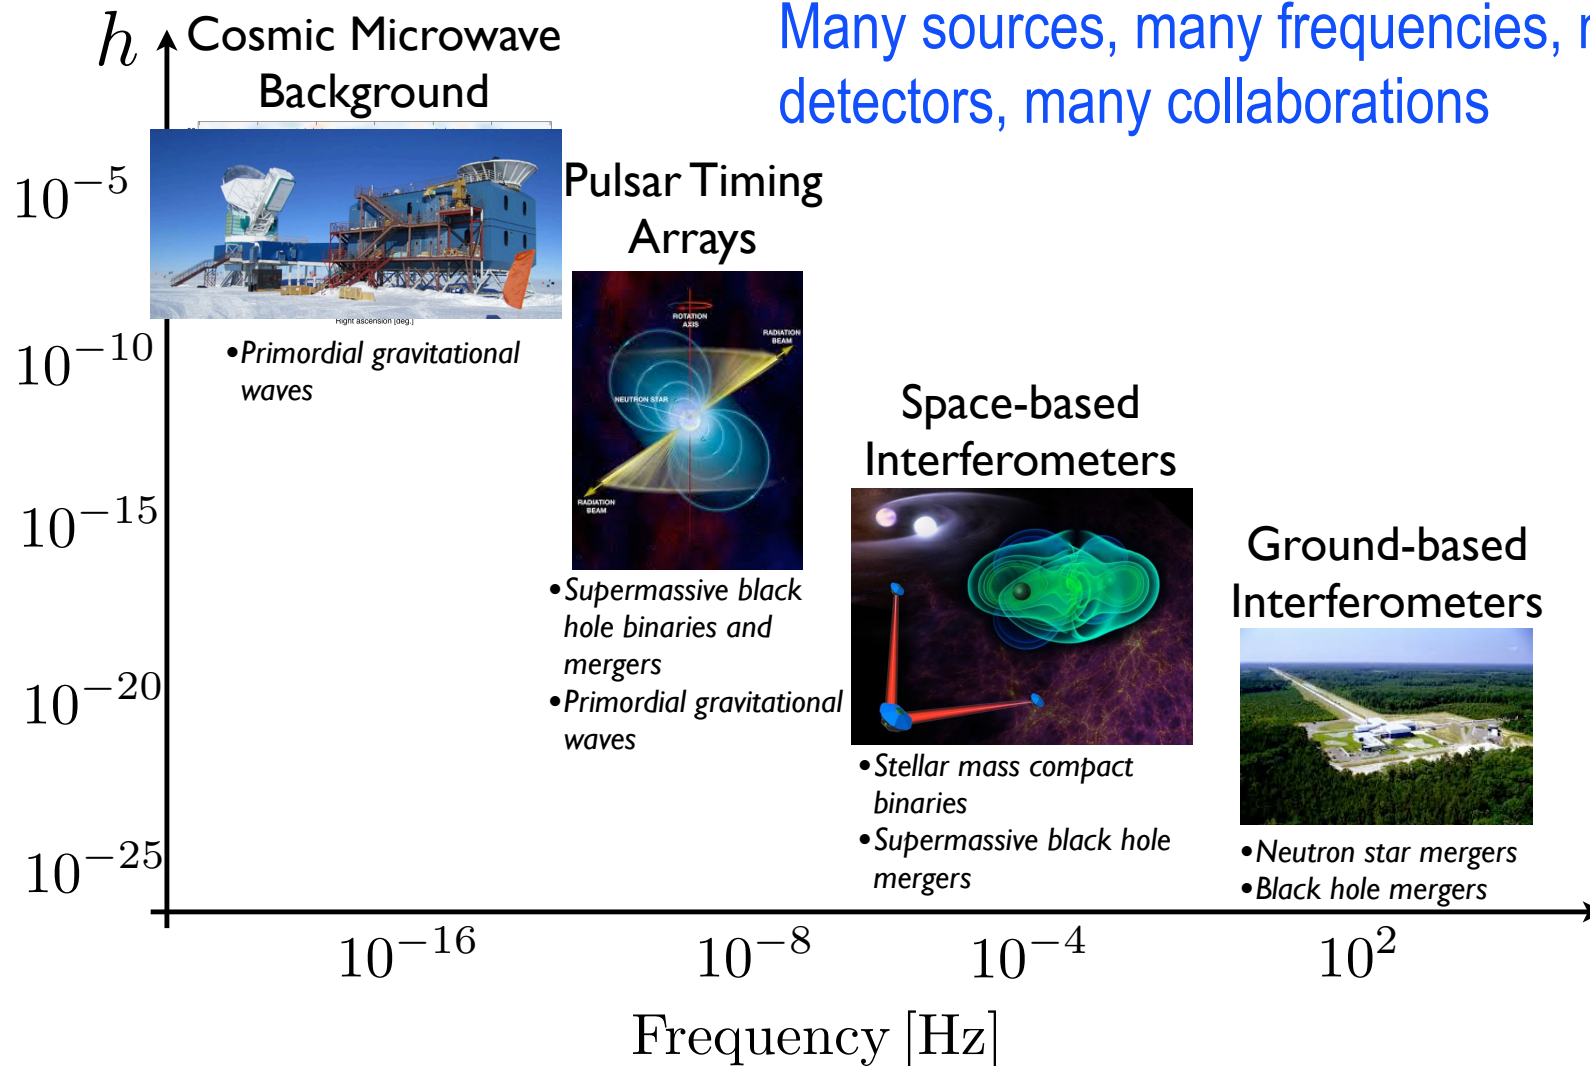 h
Cosmic Microwave
Background
Many sources, many frequencies,
detectors, many collaborations
10^{-5}
10^{-10}
10^{-15}
10^{-20}
10^{-25}
Right ascension [deg.]
•Primordial gravitational
waves
Pulsar Timing
Arrays
ROTATION
AXIS
RADIATION
BEAM
NEUTRON STAR
RADIATION
BEAM
•Supermassive black
hole binaries and
mergers
•Primordial gravitational
waves
Space-based
Interferometers
•Stellar mass compact
binaries
•Supermassive black hole
mergers
Ground-based
Interferometers
•Neutron star mergers
•Black hole mergers
10^{-16}
10^{-8}
10^{-4}
10^{2}
Frequency [Hz]